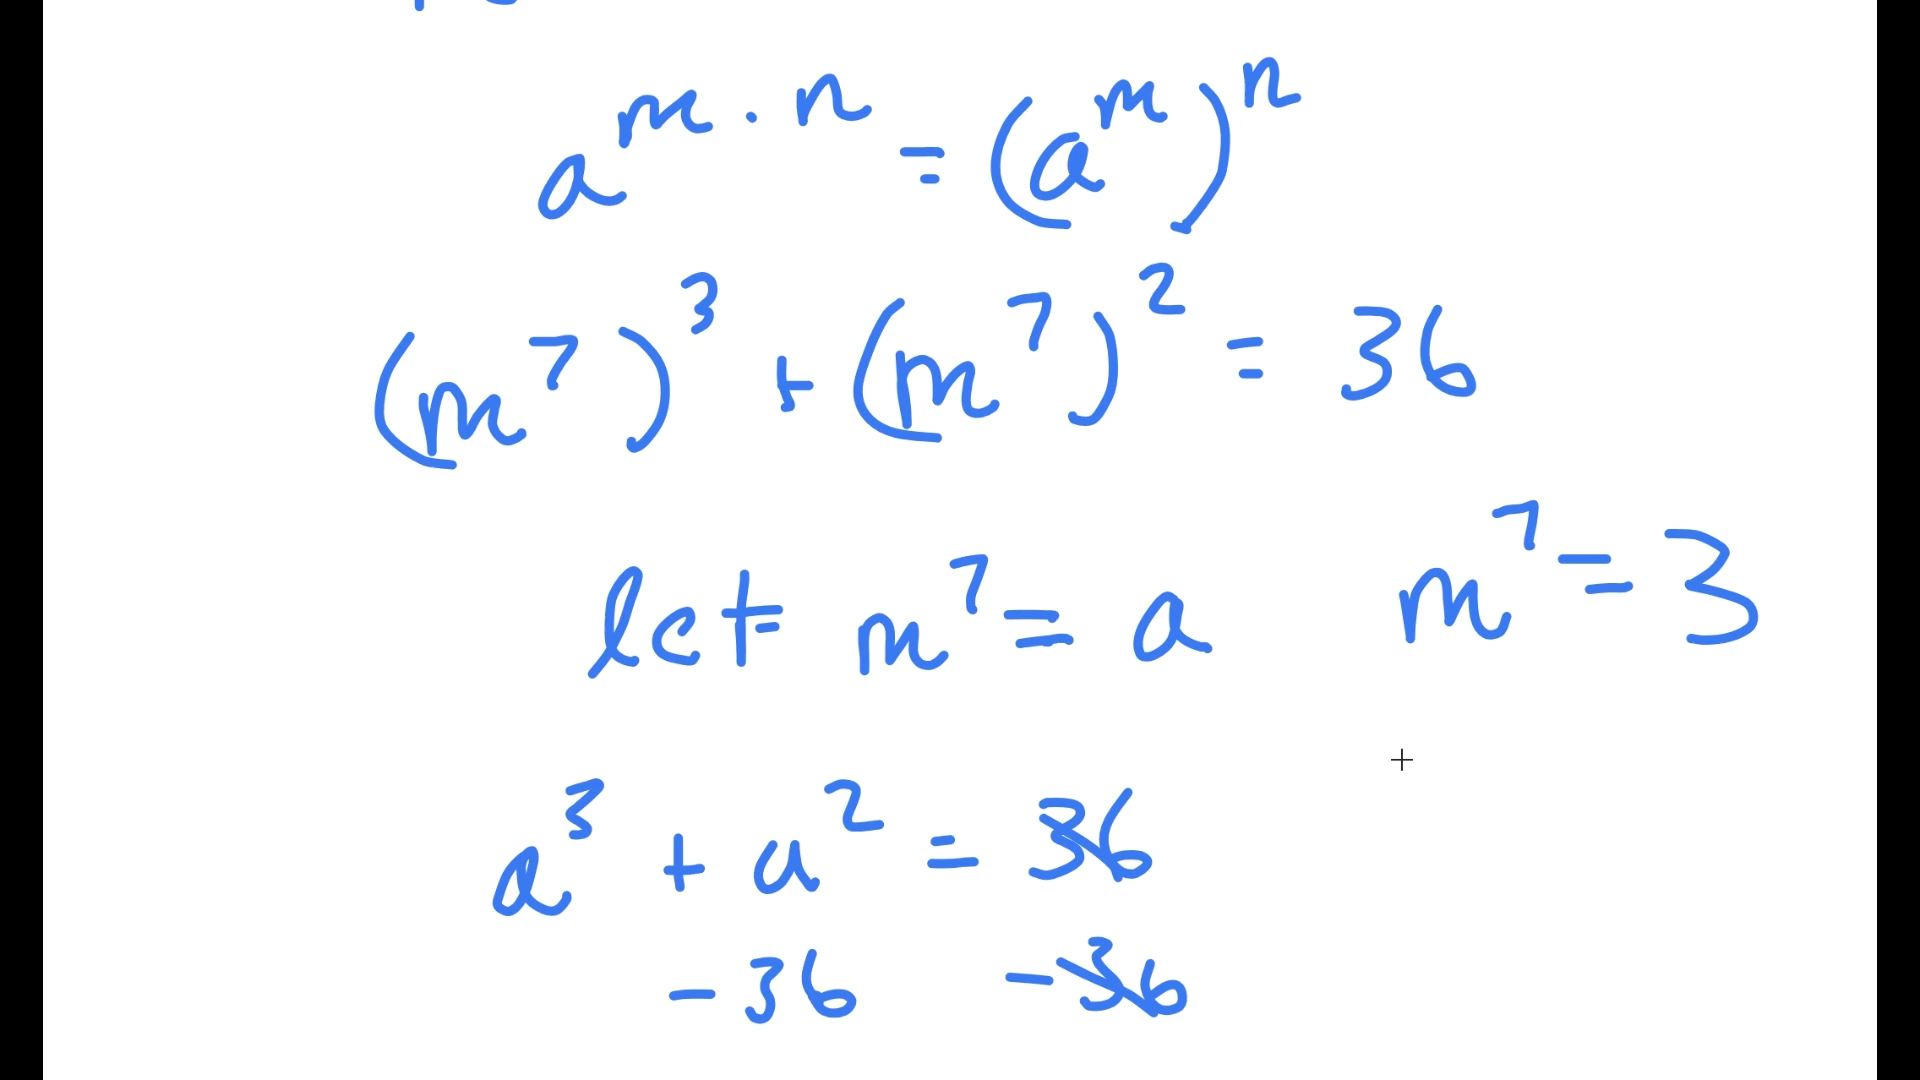 a^{m·n} = (a^m)^n
(m^7)^3 + (m^7)^2 = 36
let m^7 = a m^7 = 3
a^3 + a^2 = 36
- 36 - 36